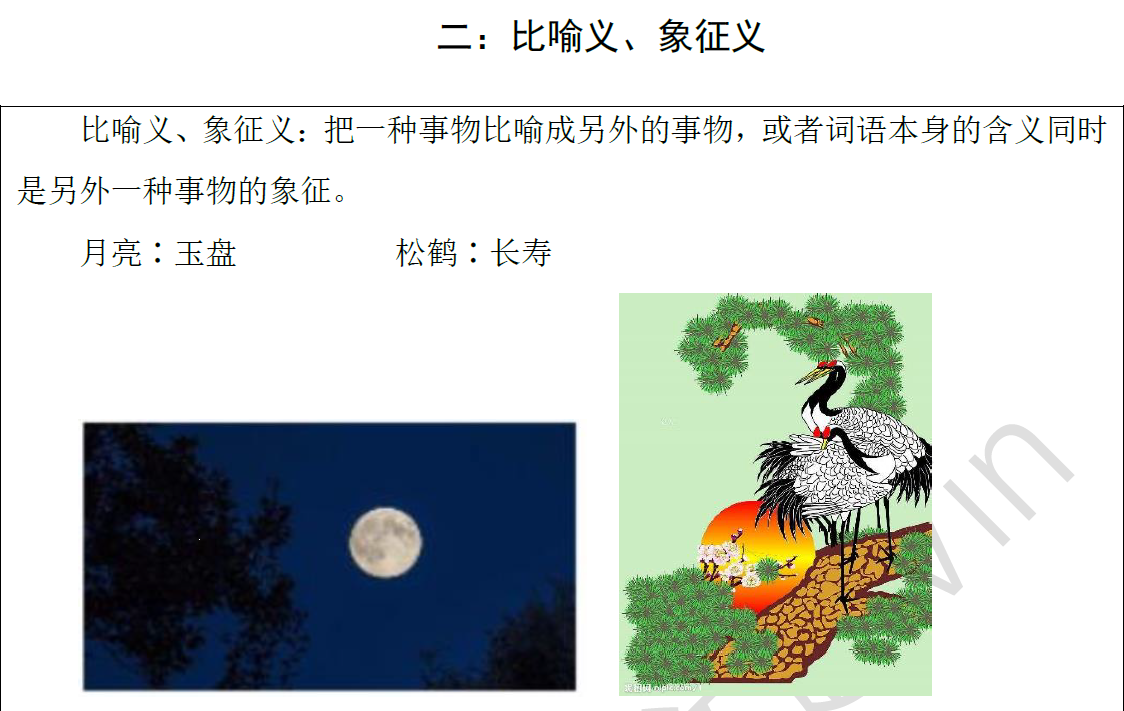 二：比喻义、象征义
比喻义、象征义：把一种事物比喻成另外的事物，或者词语本身的含义同时
是另外一种事物的象征。
月亮：玉盘 松鹤：长寿
win